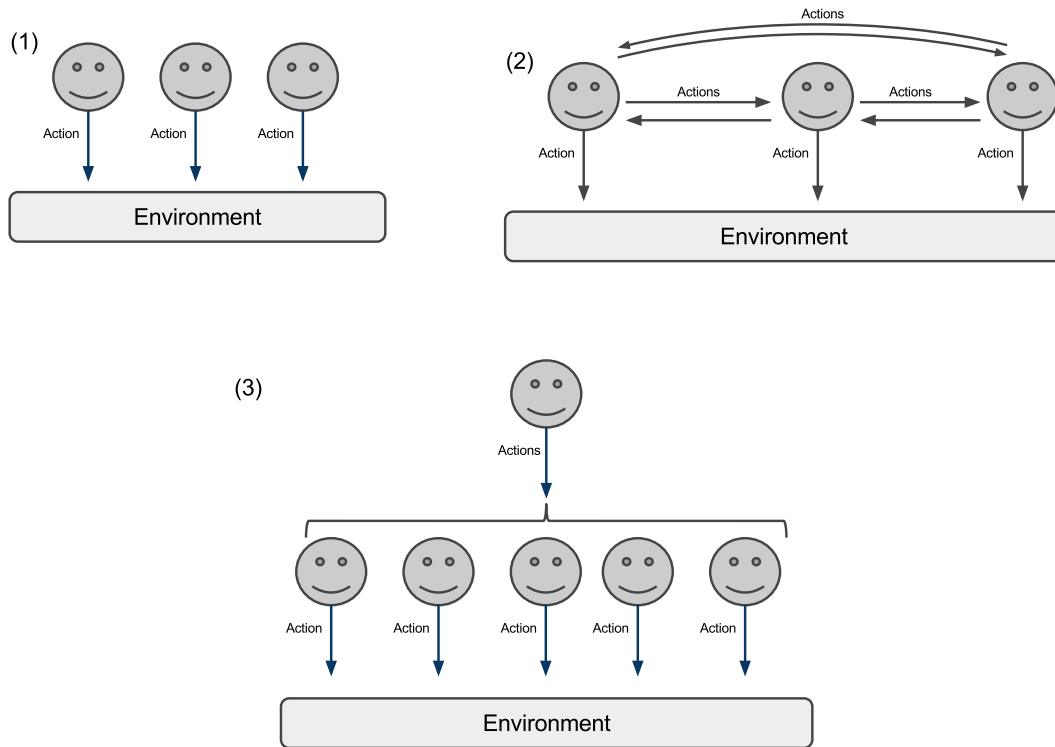 (1)
Action
Action
Action
Environment
(2)
Actions
Actions
Actions
Action
Action
Action
Environment
(3)
Actions
Action
Action
Action
Action
Action
Environment